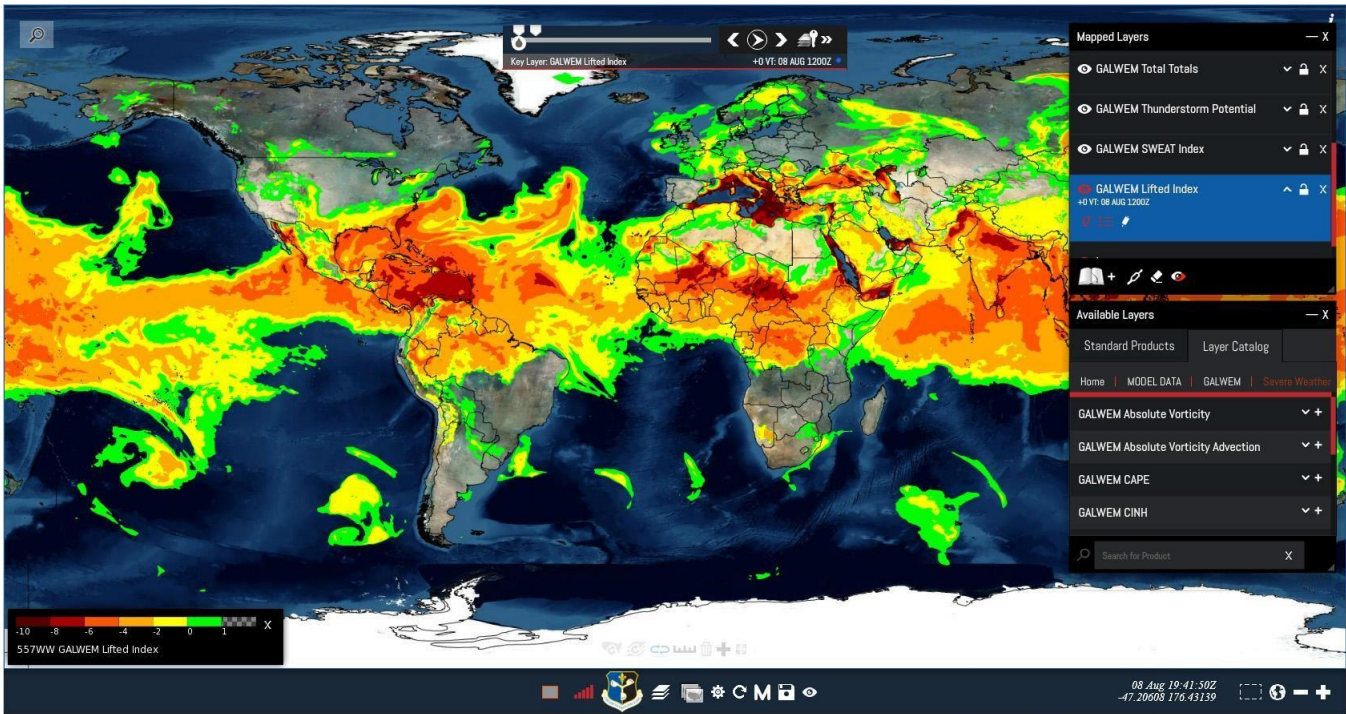 Key Layer: GALWEM Lifted Index
+0 VT: 08 AUG 1200Z
Mapped Layers
X
GALWEM Total Totals
X
GALWEM Thunderstorm Potential
X
GALWEM SWEAT Index
X
GALWEM Lifted Index
X
+0 VT: 08 AUG 1200Z
Available Layers
X
Standard Products
Layer Catalog
Home | MODEL DATA | GALWEM | Severe Weather
GALWEM Absolute Vorticity
GALWEM Absolute Vorticity Advection
GALWEM CAPE
GALWEM CINH
Search for Product
X
-10 -8 -6 -4 -2 0 1
X
557WW GALWEM Lifted Index
M
08 Aug 19:41:50Z
-47.20608 176.43139